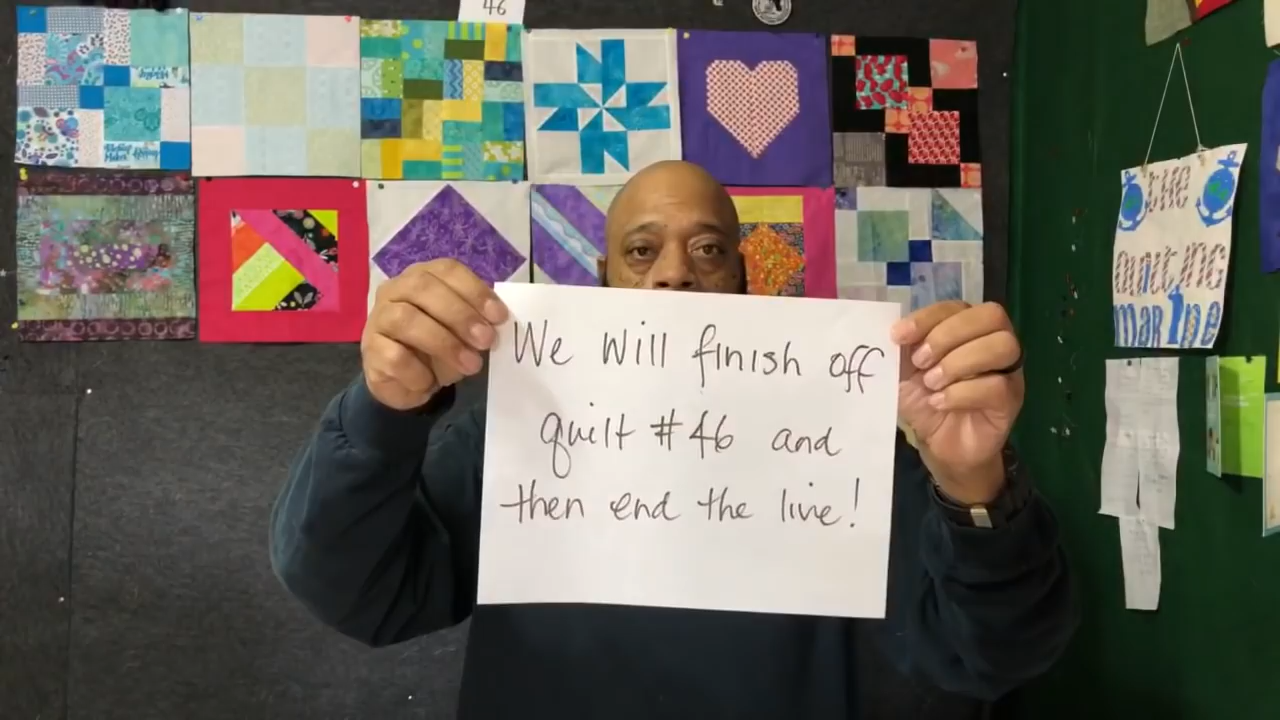 46
We will finish off
quilt #46 and
then end the live!
THE
QUILTING
MARINE